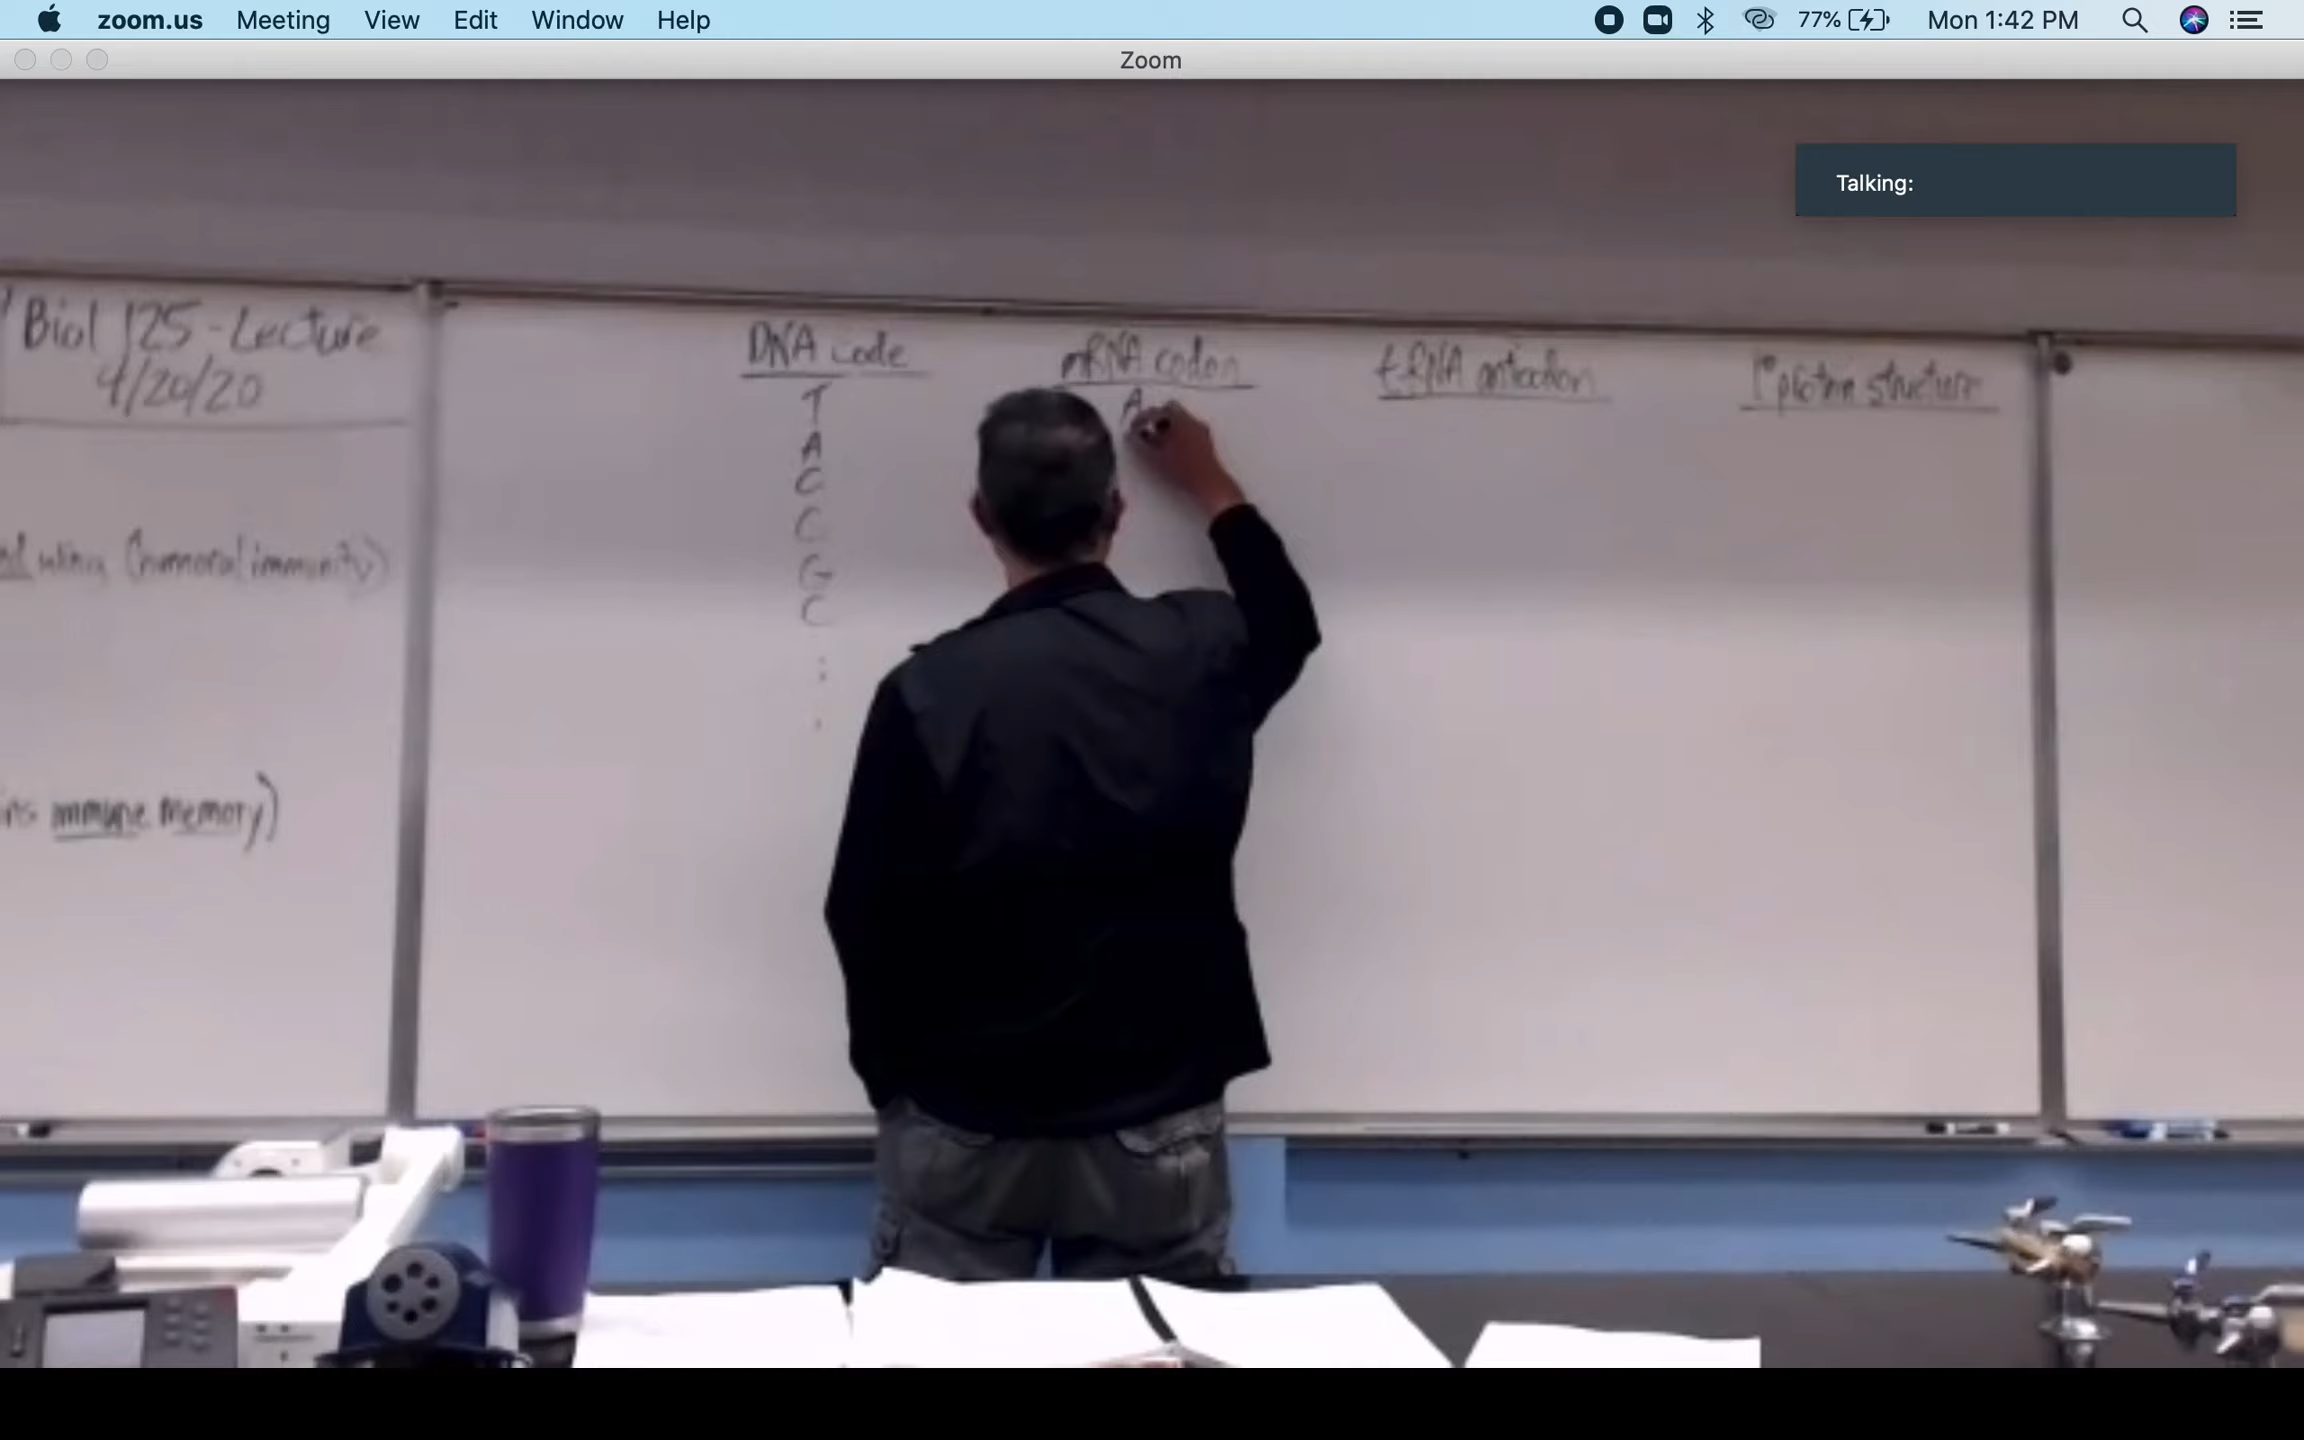 zoom.us Meeting View Edit Window Help 77% Mon 1:42 PM
Zoom
Talking:
Biol 125 - Lecture
4/20/20
using (humoral immunity)
immune memory)
DNA code
T
A
C
C
G
C
:
.
mRNA codon
A
tRNA anticodon
1° protein structure